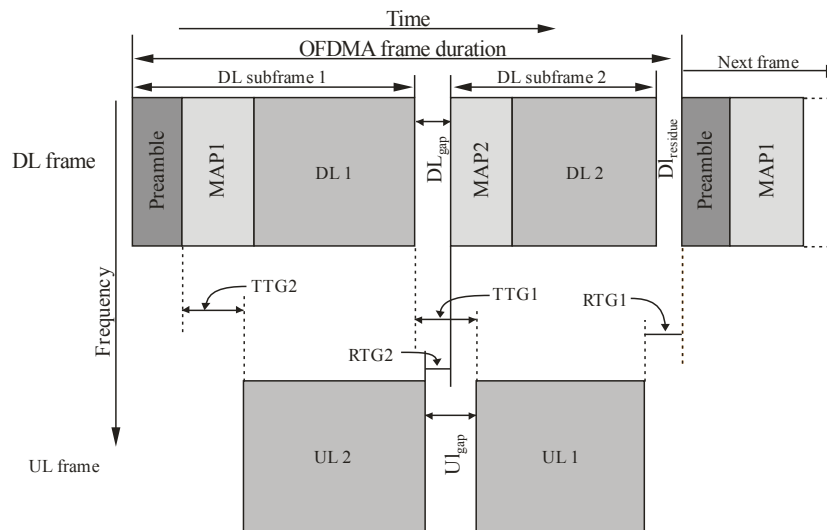 Time
OFDMA frame duration
DL subframe 1
DL subframe 2
Next frame
DL frame
Preamble
MAP1
DL 1
DLgap
MAP2
DL 2
Dlresidue
Preamble
MAP1
Frequency
TTG2
TTG1
RTG1
RTG2
UL frame
UL 2
Ulgap
UL 1